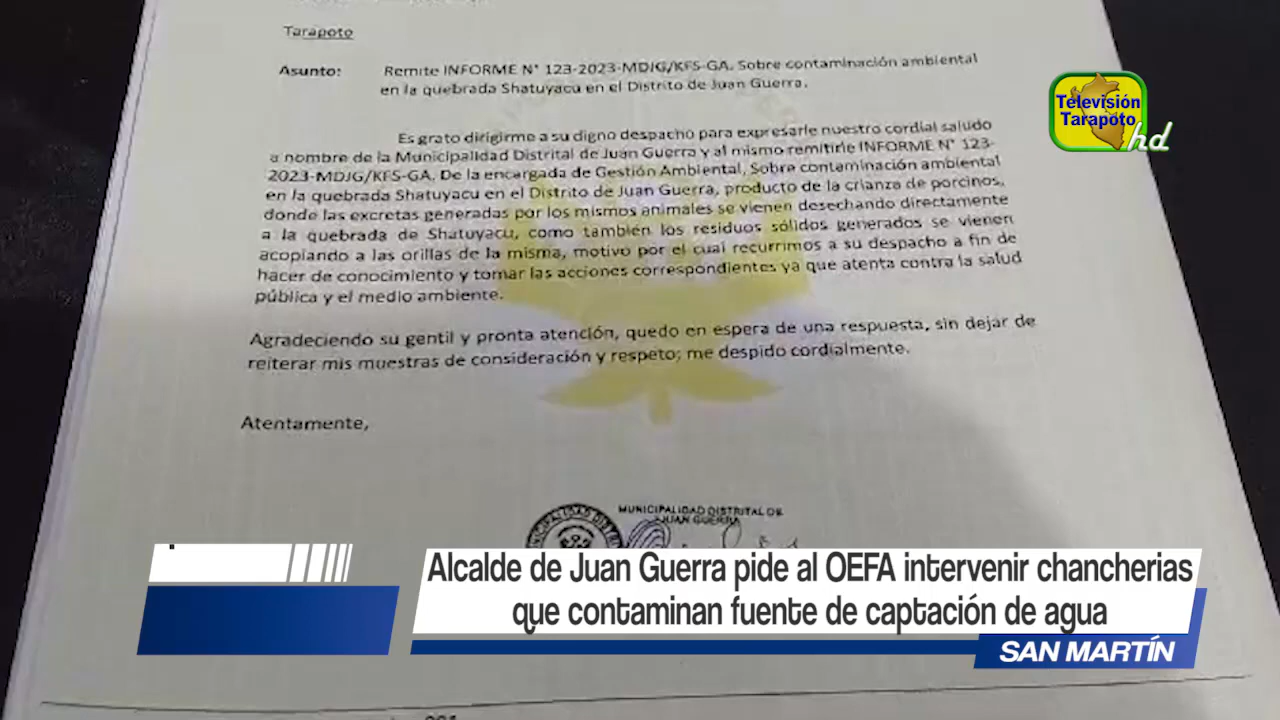 Tarapoto
Asunto: Remite INFORME N° 123-2023-MDJG/KFS-GA. Sobre contaminación ambiental
en la quebrada Shatuyacu en el Distrito de Juan Guerra.
Televisión
Tarapoto
hd
Es grato dirigirme a su digno despacho para expresarle nuestro cordial saludo
a nombre de la Municipalidad Distrital de Juan Guerra y al mismo remitirle INFORME N° 123-
2023-MDJG/KFS-GA. De la encargada de Gestión Ambiental, Sobre contaminación ambiental
en la quebrada Shatuyacu en el Distrito de Juan Guerra, producto de la crianza de porcinos,
donde las excretas generadas por los mismos animales se vienen desechando directamente
a la quebrada de Shatuyacu, como también los residuos sólidos generados se vienen
acopiando a las orillas de la misma, motivo por el cual recurrimos a su despacho a fin de
hacer de conocimiento y tomar las acciones correspondientes ya que atenta contra la salud
pública y el medio ambiente.
Agradeciendo su gentil y pronta atención, quedo en espera de una respuesta, sin dejar de
reiterar mis muestras de consideración y respeto; me despido cordialmente.
Atentamente,
MUNICIPALIDAD DISTRITAL DE
JUAN GUERRA
Alcalde de Juan Guerra pide al OEFA intervenir chancherias
que contaminan fuente de captación de agua
SAN MARTÍN